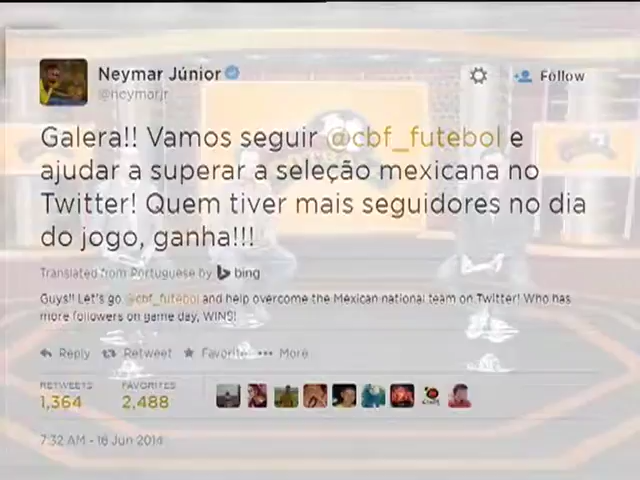 Neymar Júnior
@neymarjr
Follow
Galera!! Vamos seguir @cbf_futebol e
ajudar a superar a seleção mexicana no
Twitter! Quem tiver mais seguidores no dia
do jogo, ganha!!!
Translated from Portuguese by bing
Guys!! Let's go @cbf_futebol and help overcome the Mexican national team on Twitter! Who has
more followers on game day, WINS!
Reply Retweet Favorite ••• More
RETWEETS FAVORITES
1,364 2,488
7:32 AM - 16 Jun 2014